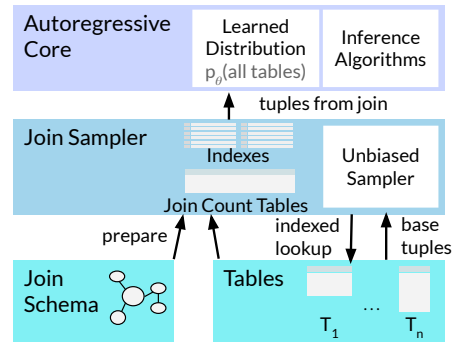 Autoregressive
Core
Learned
Distribution
pθ(all tables)
Inference
Algorithms
tuples from join
Join Sampler
Indexes
Join Count Tables
Unbiased
Sampler
prepare
indexed
lookup
base
tuples
Join
Schema
Tables
T1
...
Tn